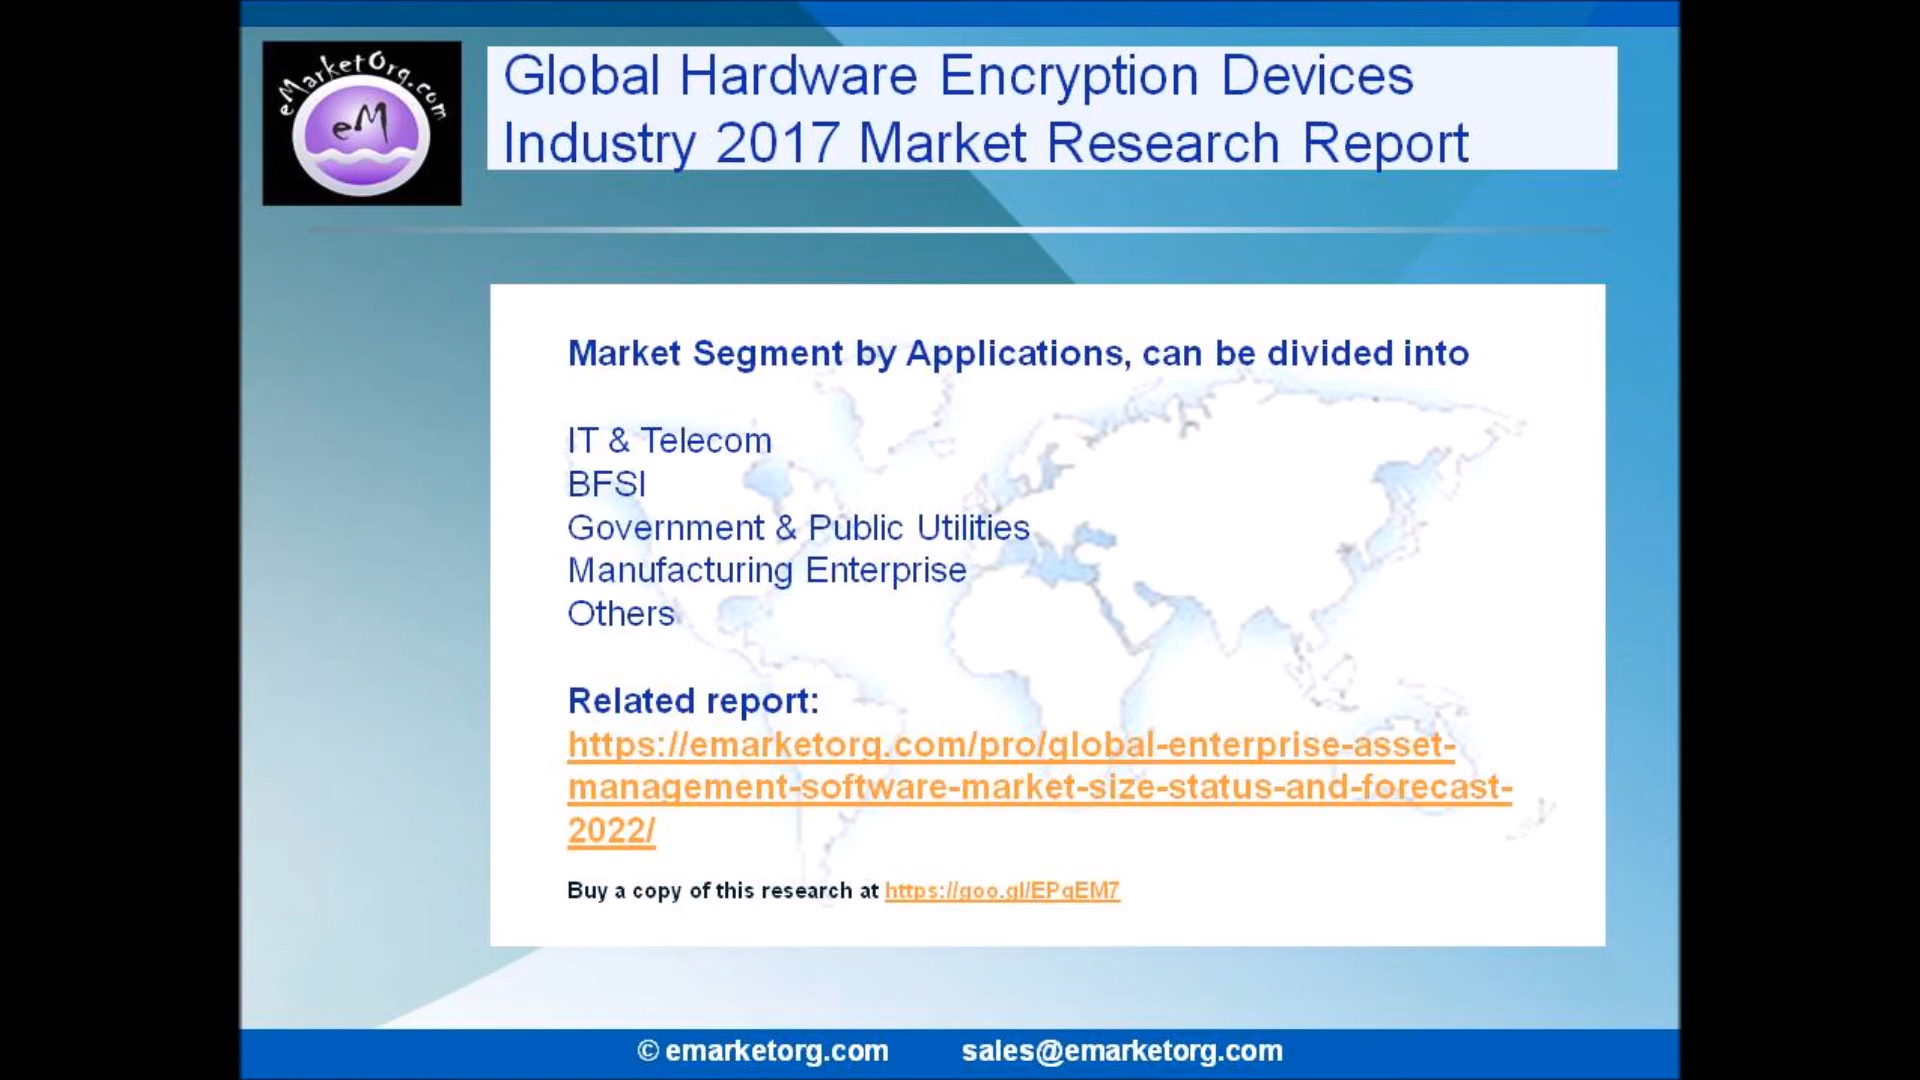 eMarketOrg.com
eM
Global Hardware Encryption Devices
Industry 2017 Market Research Report
Market Segment by Applications, can be divided into
IT & Telecom
BFSI
Government & Public Utilities
Manufacturing Enterprise
Others
Related report:
https://emarketorg.com/pro/global-enterprise-asset-
management-software-market-size-status-and-forecast-
2022/
Buy a copy of this research at https://goo.gl/EPqEM7
© emarketorg.com sales@emarketorg.com